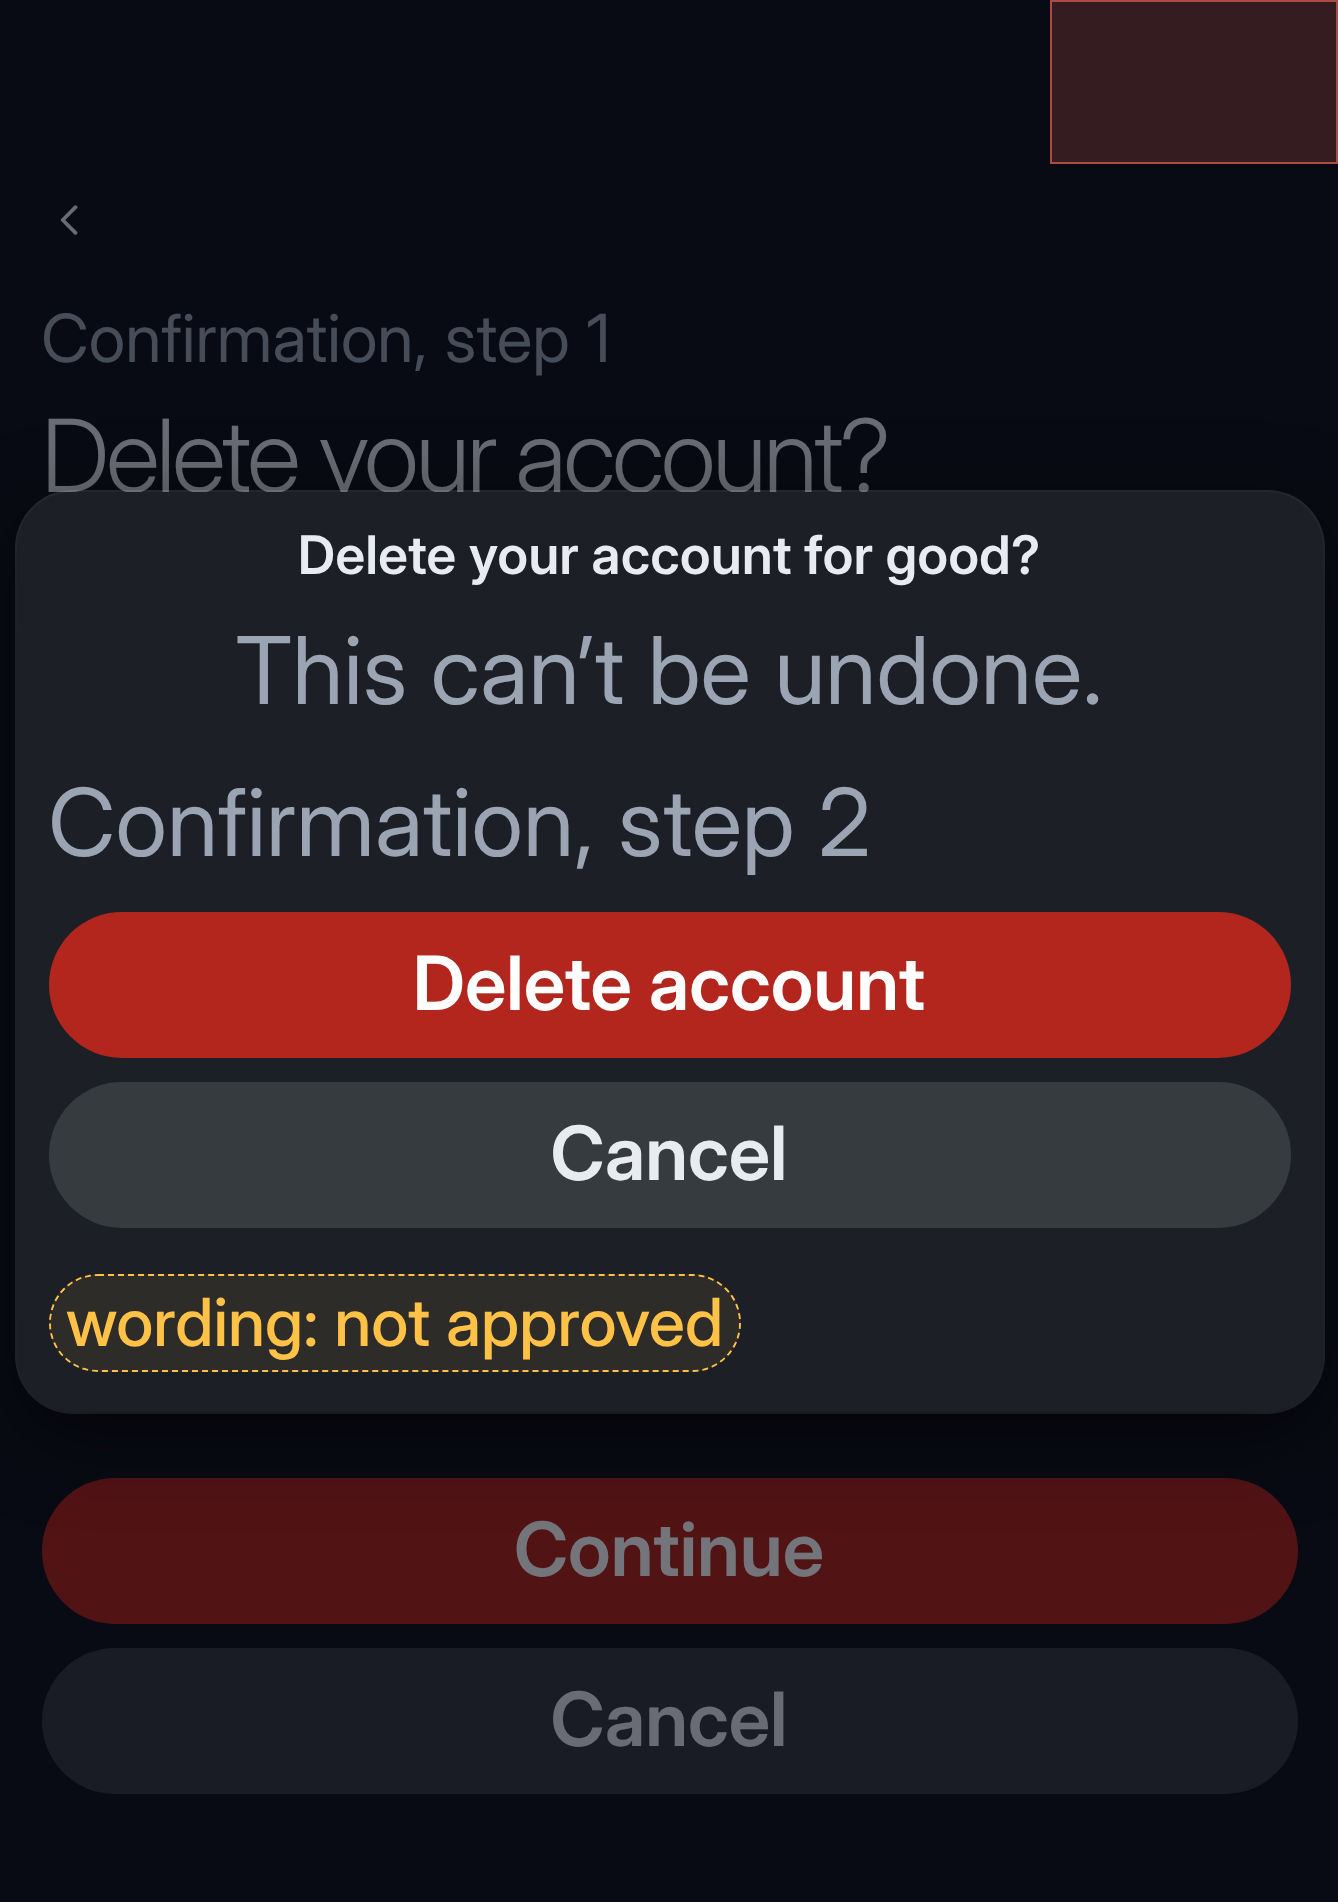 Confirmation, step 1
Delete your account?
Delete your account for good?
This can’t be undone.
Confirmation, step 2
Delete account
Cancel
wording: not approved
Continue
Cancel